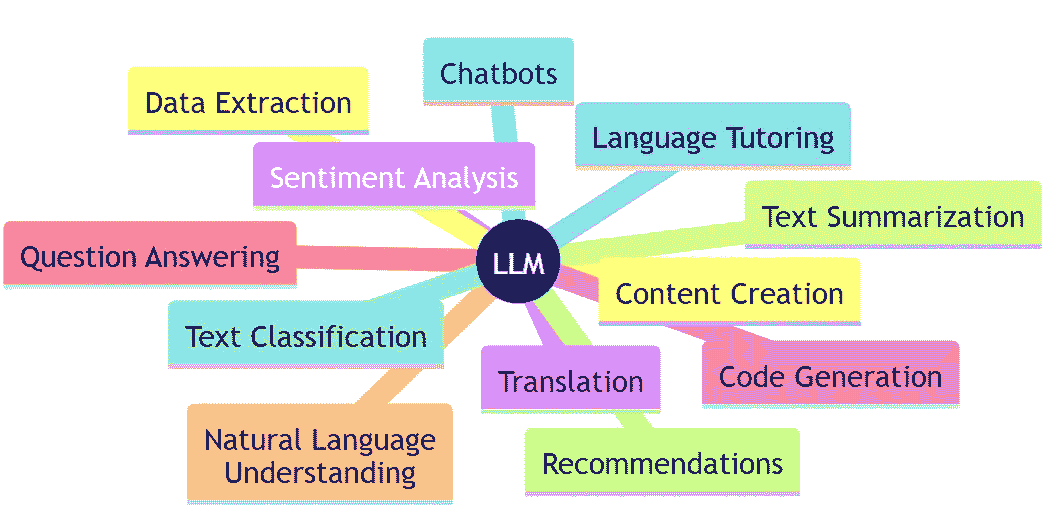 Chatbots
Data Extraction
Language Tutoring
Sentiment Analysis
Text Summarization
Question Answering
LLM
Content Creation
Text Classification
Translation
Code Generation
Natural Language
Understanding
Recommendations